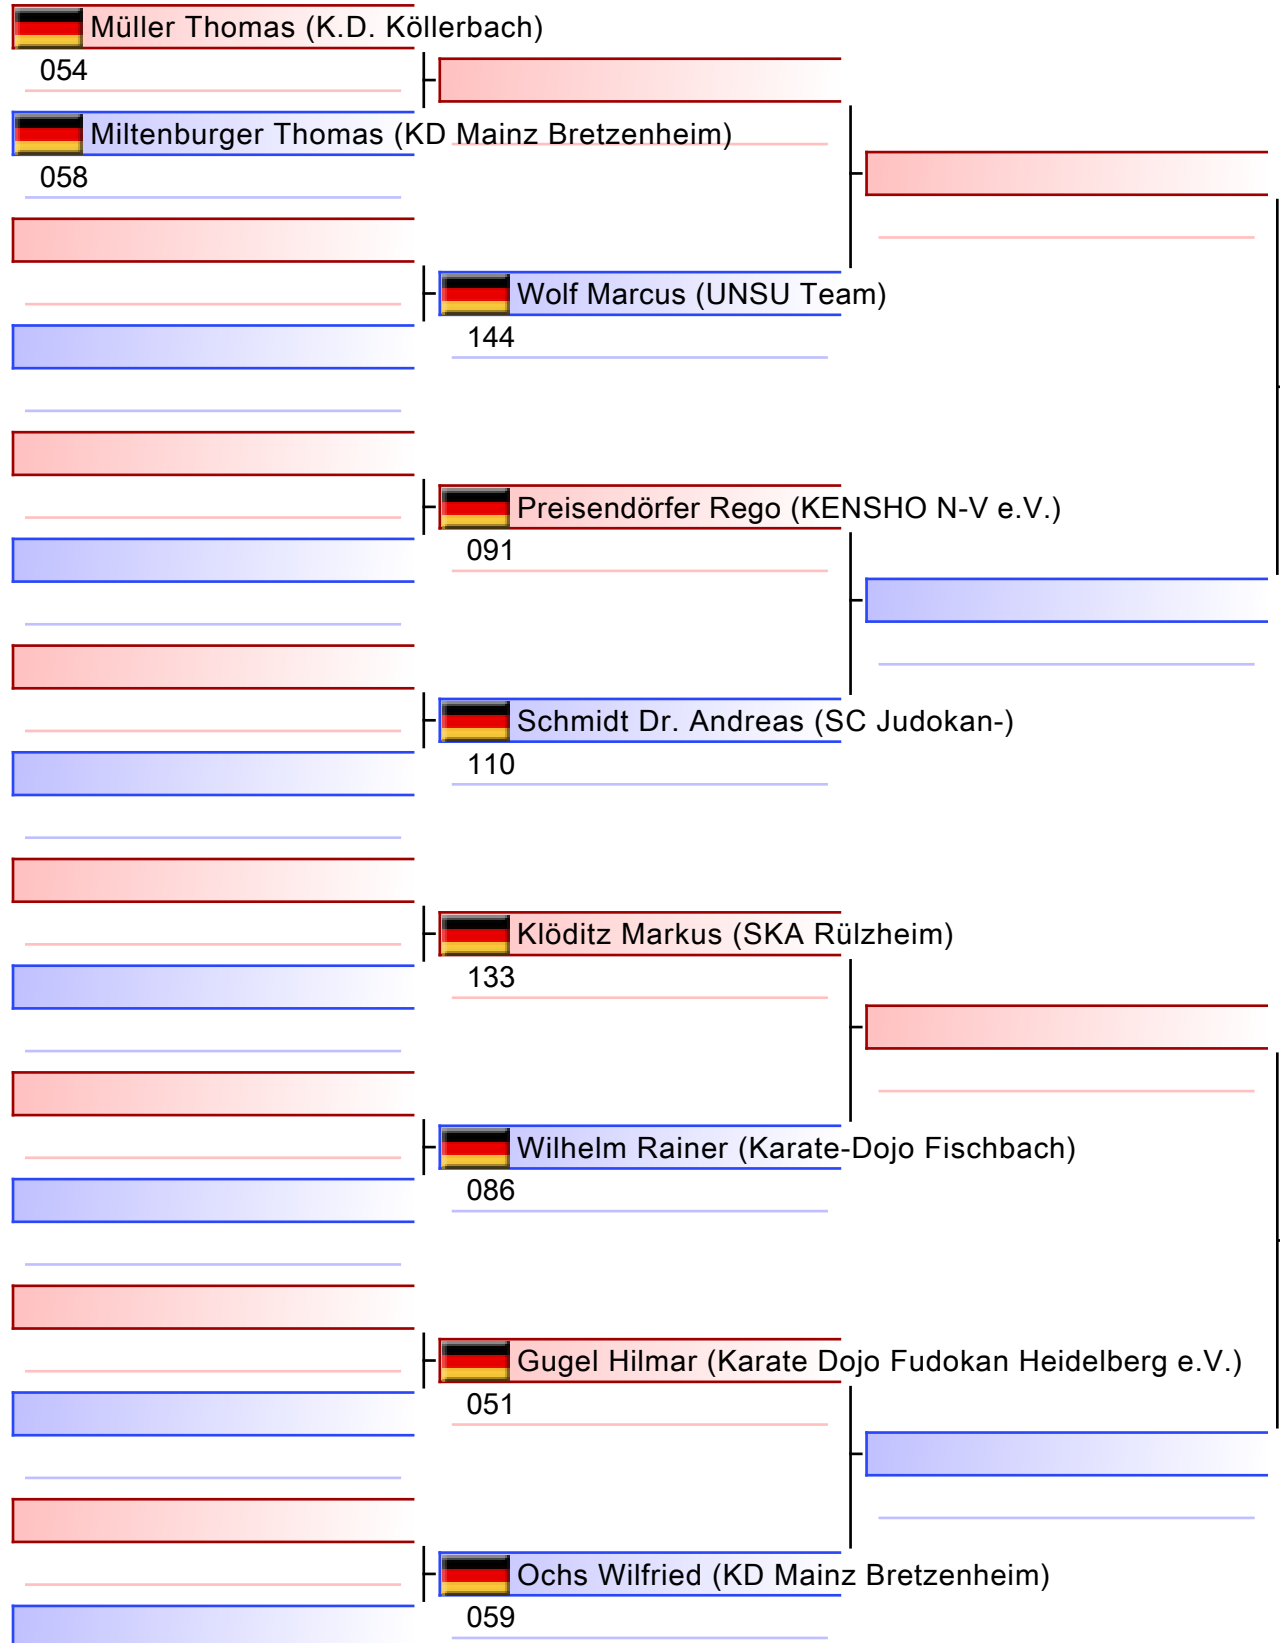 Müller Thomas (K.D. Köllerbach)
054
Miltenburger Thomas (KD Mainz Bretzenheim)
058
Wolf Marcus (UNSU Team)
144
Preisendörfer Rego (KENSHO N-V e.V.)
091
Schmidt Dr. Andreas (SC Judokan-)
110
Klöditz Markus (SKA Rülzheim)
133
Wilhelm Rainer (Karate-Dojo Fischbach)
086
Gugel Hilmar (Karate Dojo Fudokan Heidelberg e.V.)
051
Ochs Wilfried (KD Mainz Bretzenheim)
059